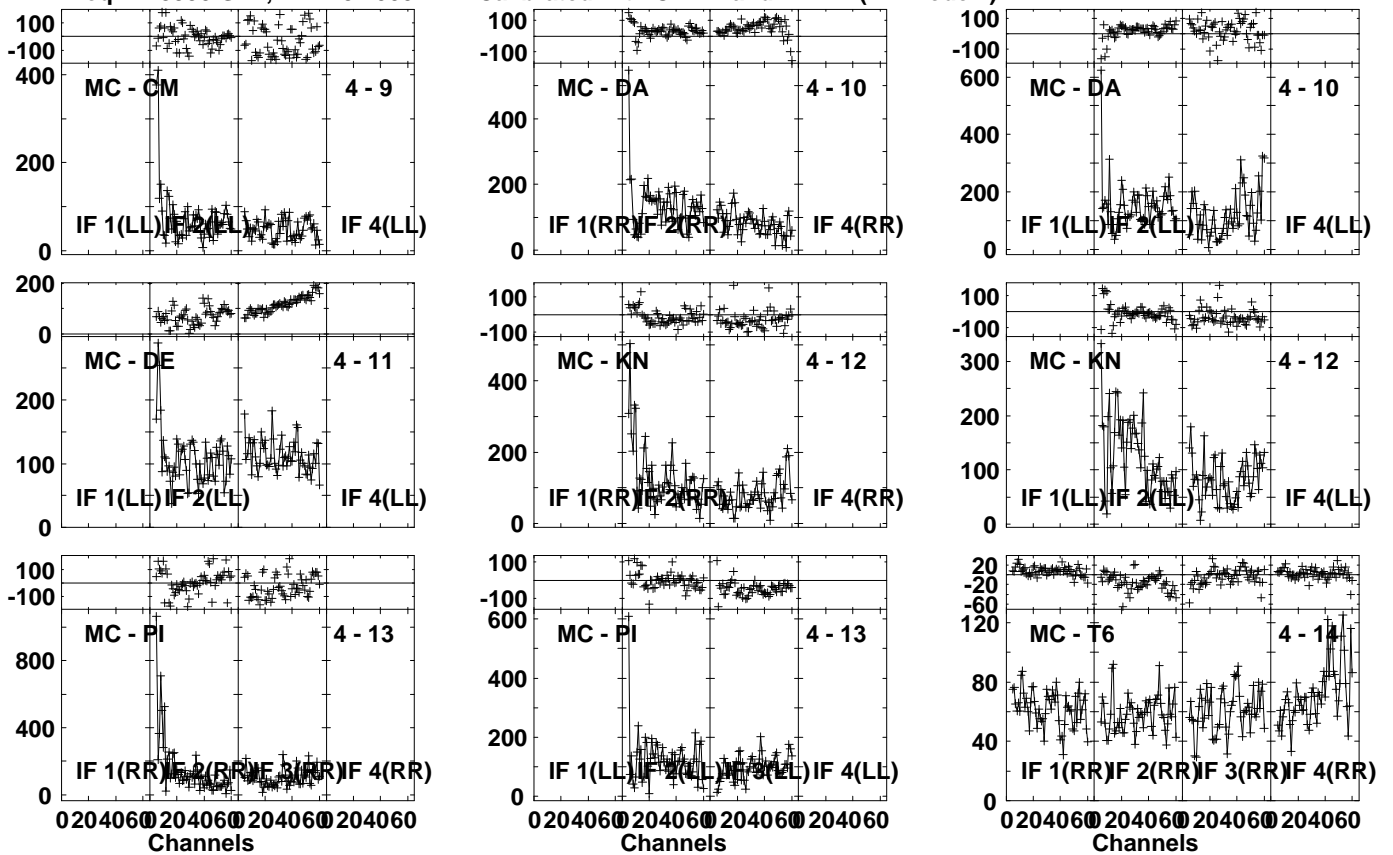 100
-100
400
200
0
MC - CM
4 - 9
IF 1(LL)
IF 2(LL)
IF 4(LL)
100
-100
400
200
0
MC - DA
4 - 10
IF 1(RR)
IF 2(RR)
IF 4(RR)
100
-100
600
400
200
0
MC - DA
4 - 10
IF 1(LL)
IF 2(LL)
IF 4(LL)
200
0
200
100
0
MC - DE
4 - 11
IF 1(LL)
IF 2(LL)
IF 4(LL)
100
-100
400
200
0
MC - KN
4 - 12
IF 1(RR)
IF 2(RR)
IF 4(RR)
100
-100
300
200
100
0
MC - KN
4 - 12
IF 1(LL)
IF 2(LL)
IF 4(LL)
100
-100
800
400
0
MC - PI
4 - 13
IF 1(RR)
IF 2(RR)
IF 3(RR)
IF 4(RR)
0 20 40 60 0 20 40 60 0 20 40 60 0 20 40 60
Channels
100
-100
600
400
200
0
MC - PI
4 - 13
IF 1(LL)
IF 2(LL)
IF 3(LL)
IF 4(LL)
0 20 40 60 0 20 40 60 0 20 40 60 0 20 40 60
Channels
20
-20
-60
120
80
40
0
MC - T6
4 - 14
IF 1(RR)
IF 2(RR)
IF 3(RR)
IF 4(RR)
0 20 40 60 0 20 40 60 0 20 40 60 0 20 40 60
Channels